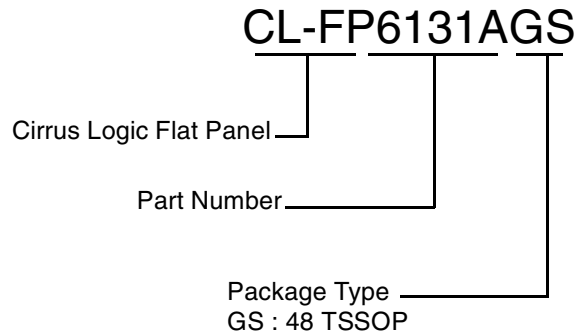 CL-FP6131AGS
Cirrus Logic Flat Panel
Part Number
Package Type
GS : 48 TSSOP